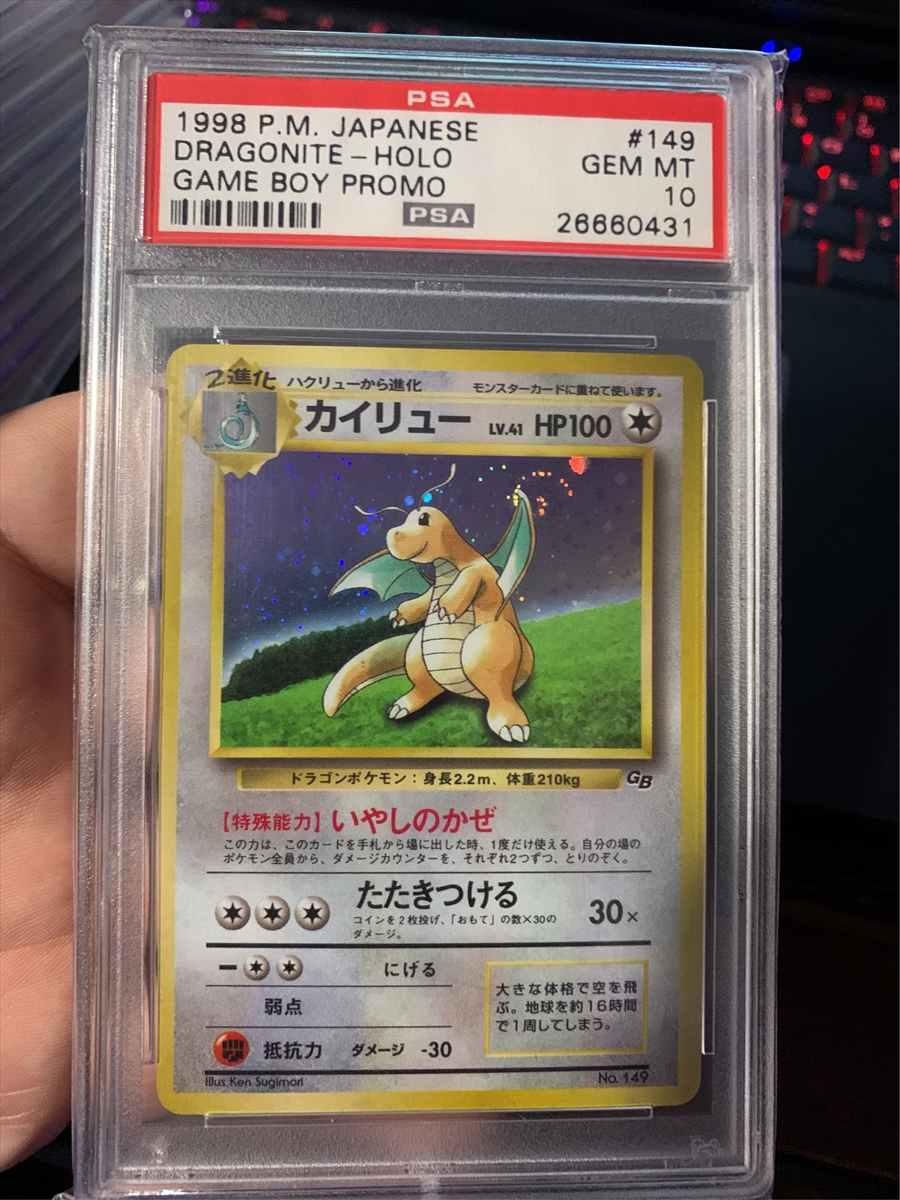 PSA
1998 P.M. JAPANESE #149
DRAGONITE-HOLO GEM MT
GAME BOY PROMO 10
PSA 26660431
2進化 ハクリューから進化 モンスターカードに重ねて使います。
カイリュー LV.41 HP100
ドラゴンポケモン：身長2.2m、体重210kg GB
【特殊能力】いやしのかぜ
この力は、このカードを手札から場に出した時、1度だけ使える。自分の場の
ポケモン全員から、ダメージカウンターを、それぞれ2つずつ、とりのぞく。
たたきつける 30×
コインを2枚投げ、「おもて」の数×30の
ダメージ。
にげる
弱点
抵抗力 ダメージ -30
大きな体格で空を飛
ぶ。地球を約16時間
で1周してしまう。
Illus.Ken Sugimori No. 149